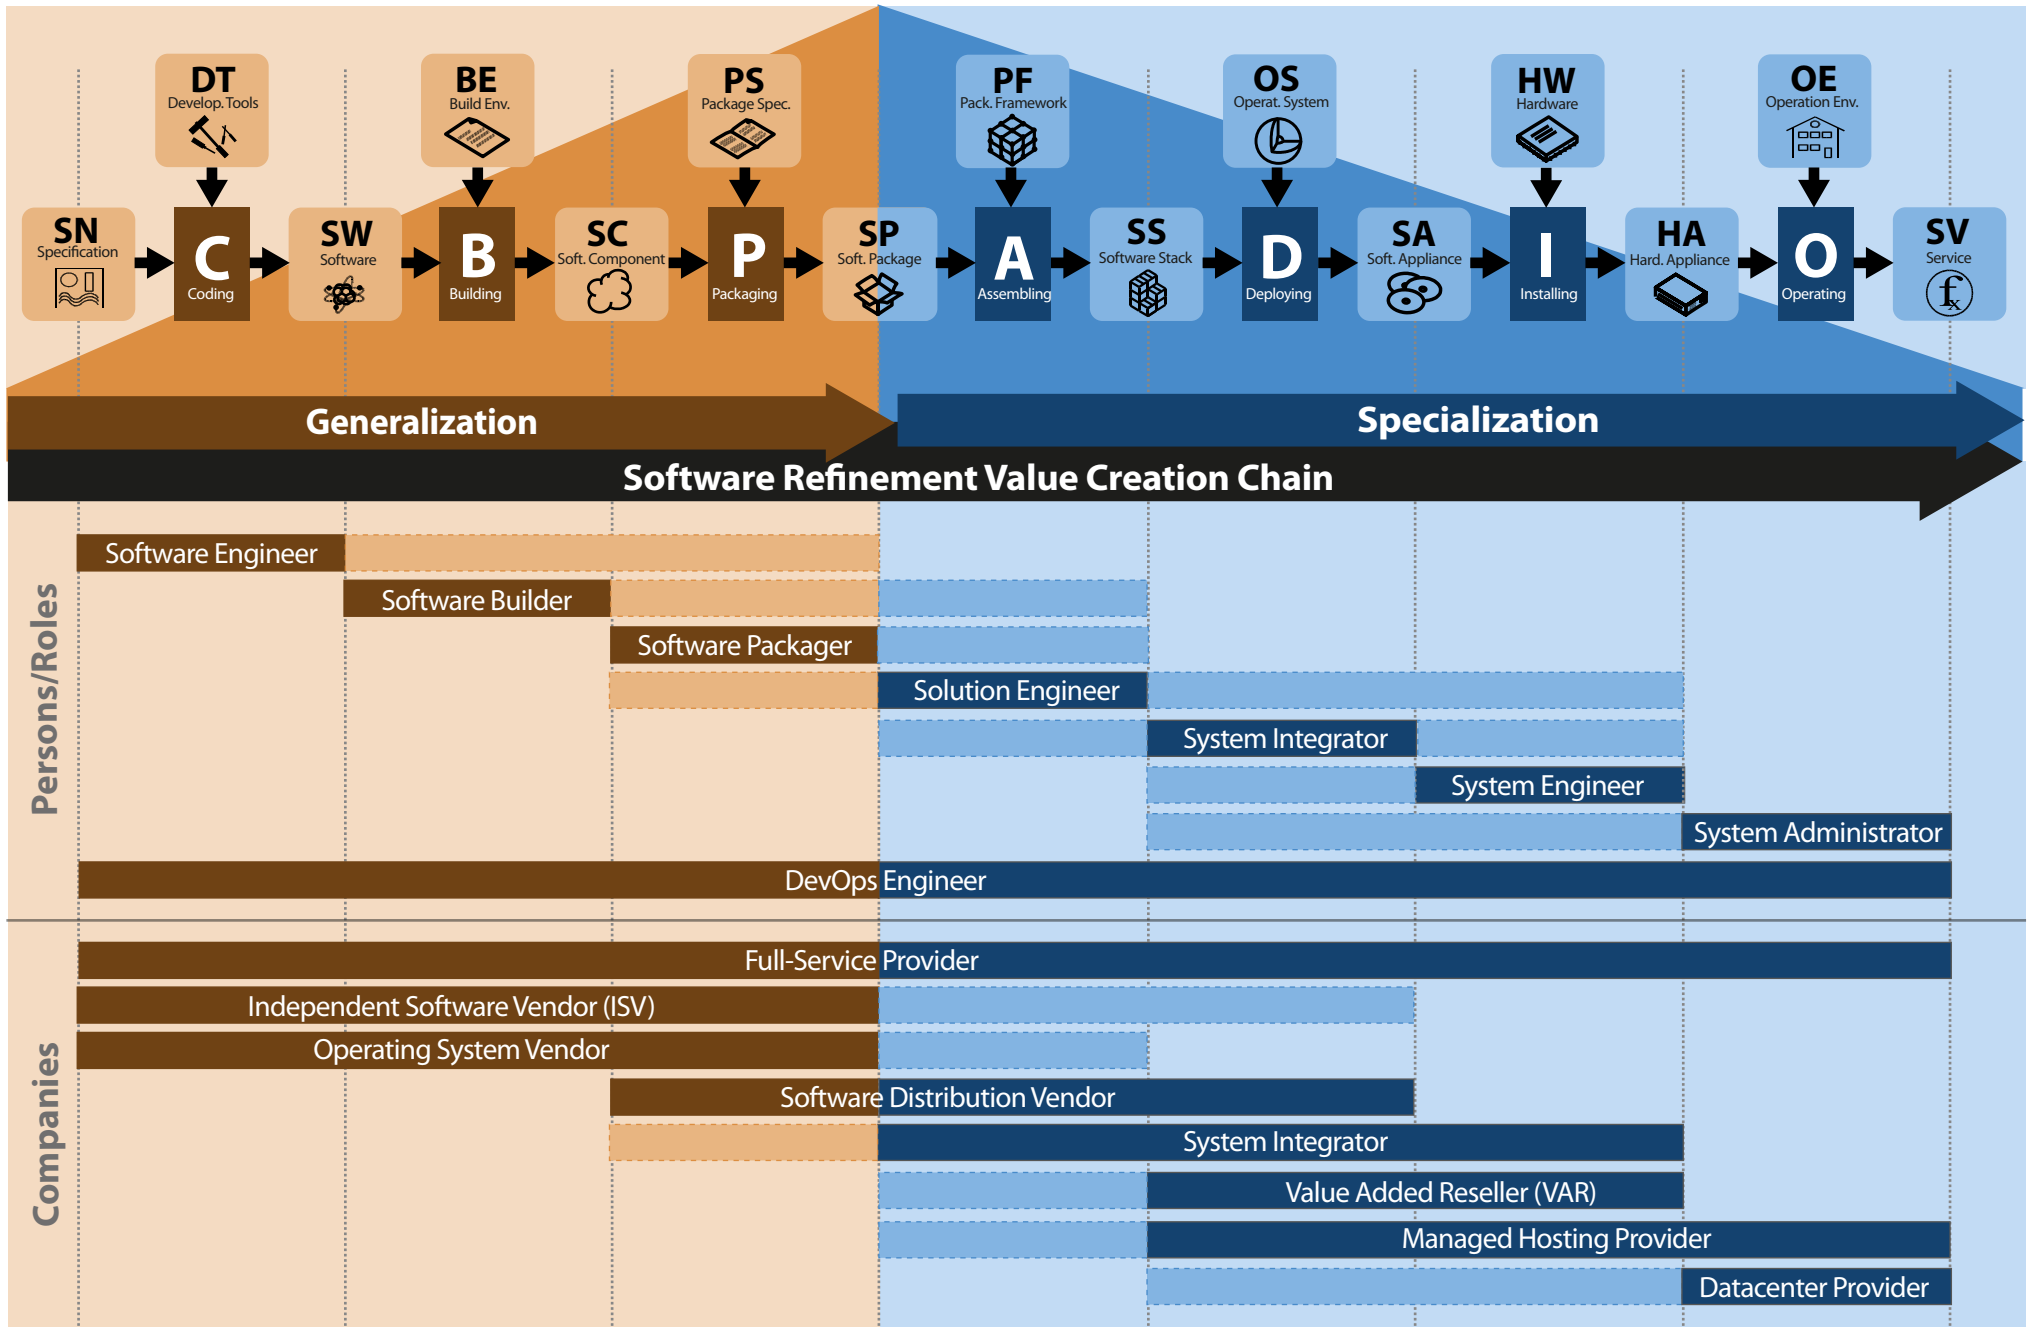 DT
Develop. Tools
BE
Build Env.
PS
Package Spec.
PF
Pack. Framework
OS
Operat. System
HW
Hardware
OE
Operation Env.
SN
Specification
C
Coding
SW
Software
B
Building
SC
Soft. Component
P
Packaging
SP
Soft. Package
A
Assembling
SS
Software Stack
D
Deploying
SA
Soft. Appliance
I
Installing
HA
Hard. Appliance
O
Operating
SV
Service
fx
Generalization
Specialization
Software Refinement Value Creation Chain
Persons/Roles
Software Engineer
Software Builder
Software Packager
Solution Engineer
System Integrator
System Engineer
System Administrator
DevOps Engineer
Companies
Full-Service Provider
Independent Software Vendor (ISV)
Operating System Vendor
Software Distribution Vendor
System Integrator
Value Added Reseller (VAR)
Managed Hosting Provider
Datacenter Provider